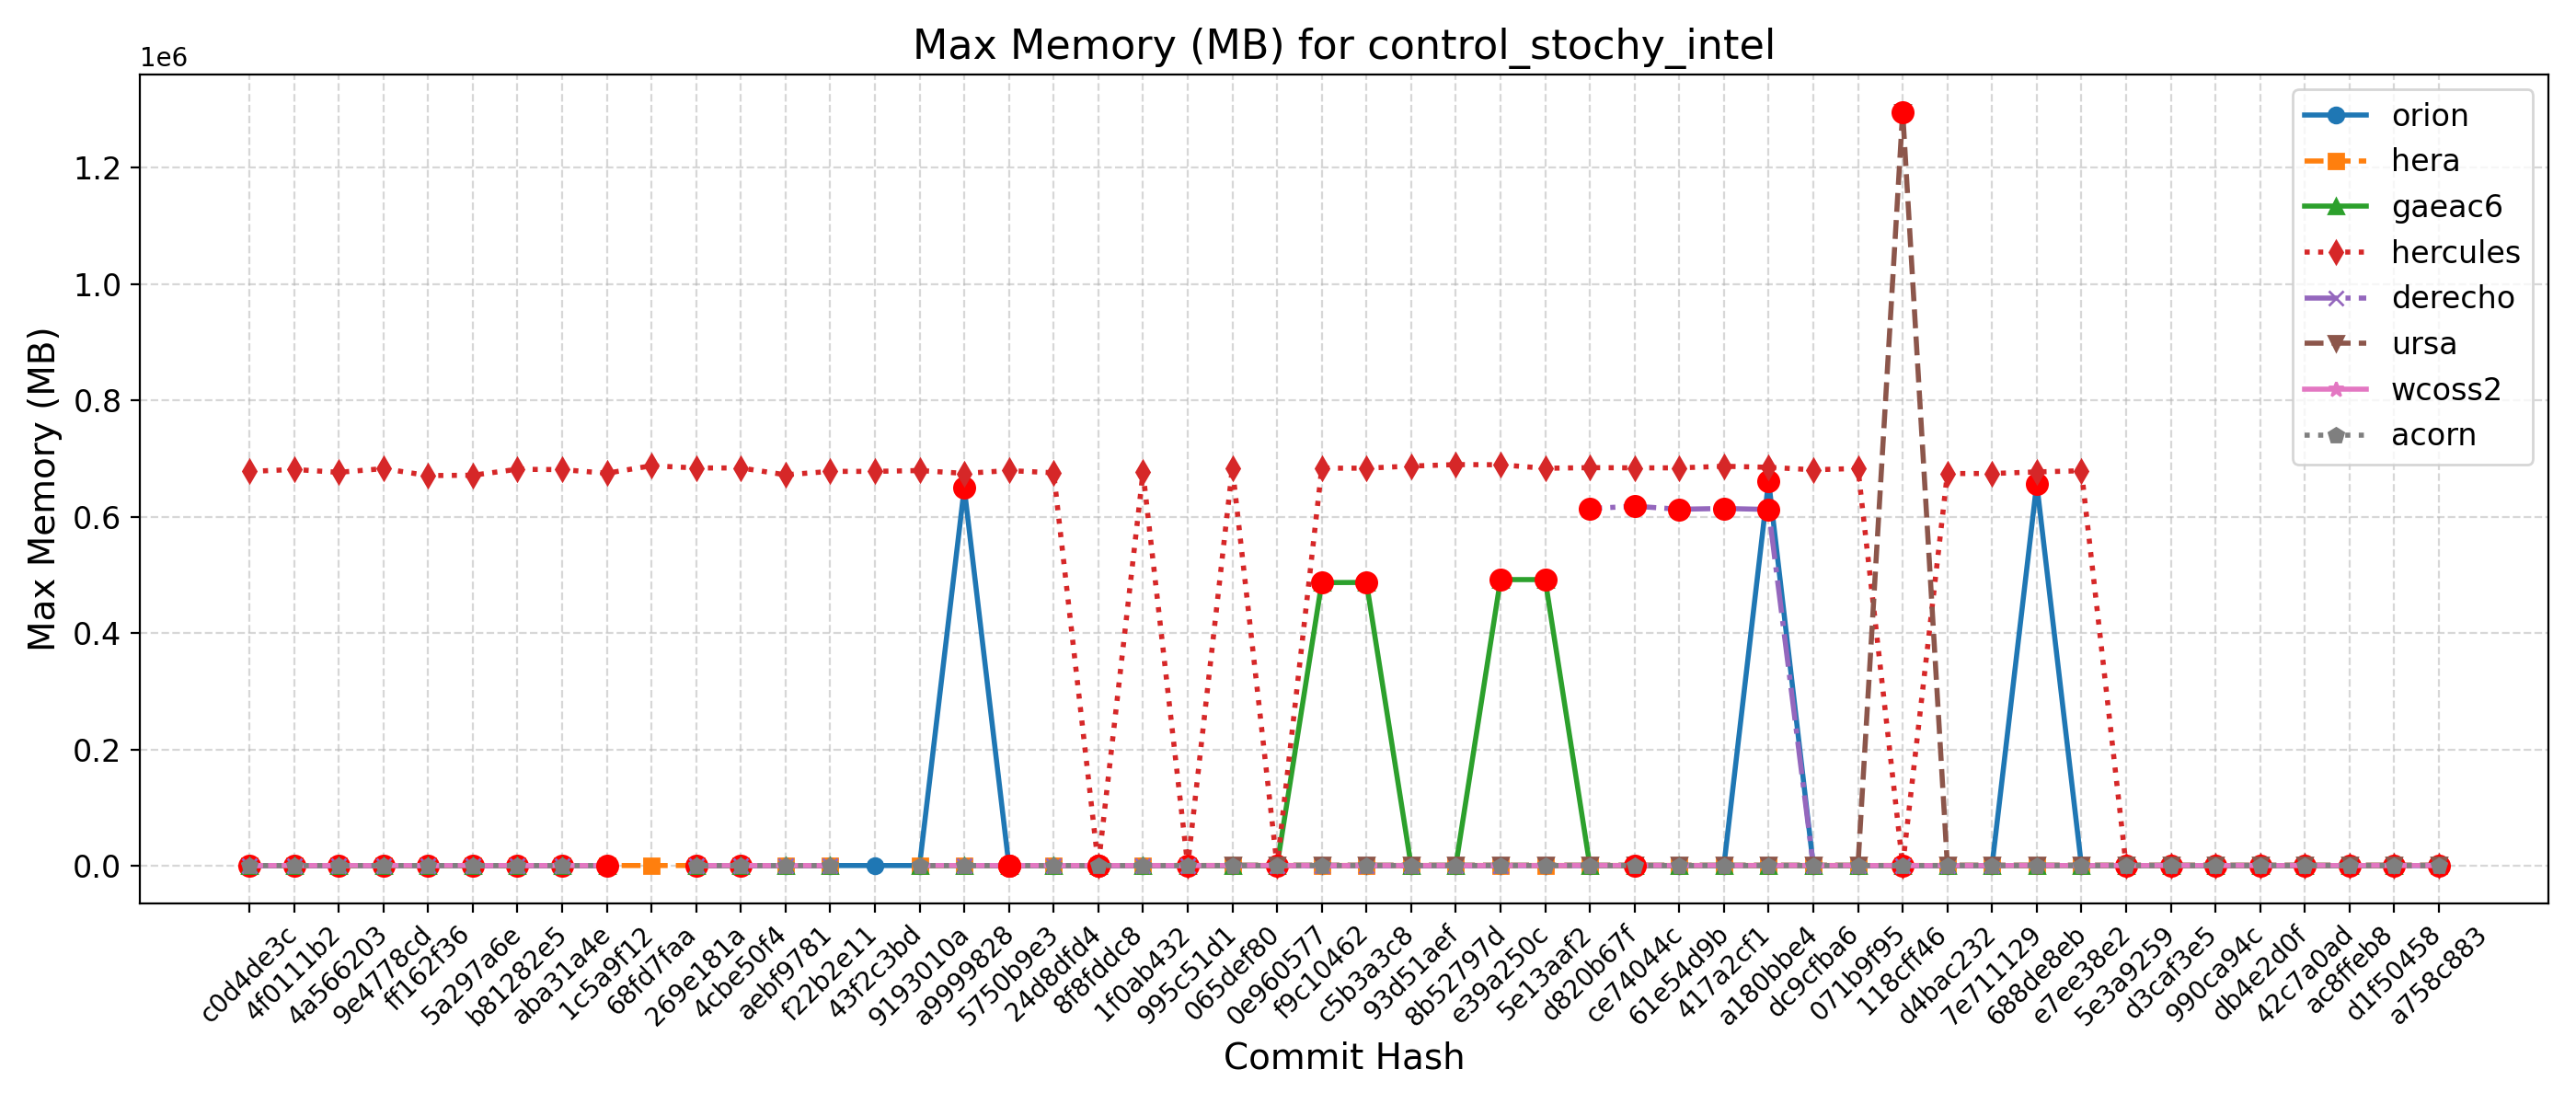 Max Memory (MB) for control_stochy_intel
1e6
1.2
1.0
0.8
0.6
0.4
0.2
0.0
Max Memory (MB)
orion
hera
gaeac6
hercules
derecho
ursa
wcoss2
acorn
c0d4de3c
4f0111b2
4a566203
9e4778cd
ff162f36
5a297a6e
b81282e5
aba31a4e
1c5a9f12
68fd7faa
269e181a
4cbe50f4
aebf9781
f22b2e11
43f2c3bd
9193010a
a9999828
5750b9e3
24d8dfd4
8f8fddc8
1f0ab432
995c51d1
065def80
0e960577
f9c10462
c5b3a3c8
93d51aef
8b52797d
e39a250c
5e13aaf2
d820b67f
ce74044c
61e54d9b
417a2cf1
a180bbe4
dc9cfba6
071b9f95
118cff46
d4bac232
7e711129
688de8eb
e7ee38e2
5e3a9259
d3caf3e5
990ca94c
db4e2d0f
42c7a0ad
ac8ffeb8
d1f50458
a758c883
Commit Hash